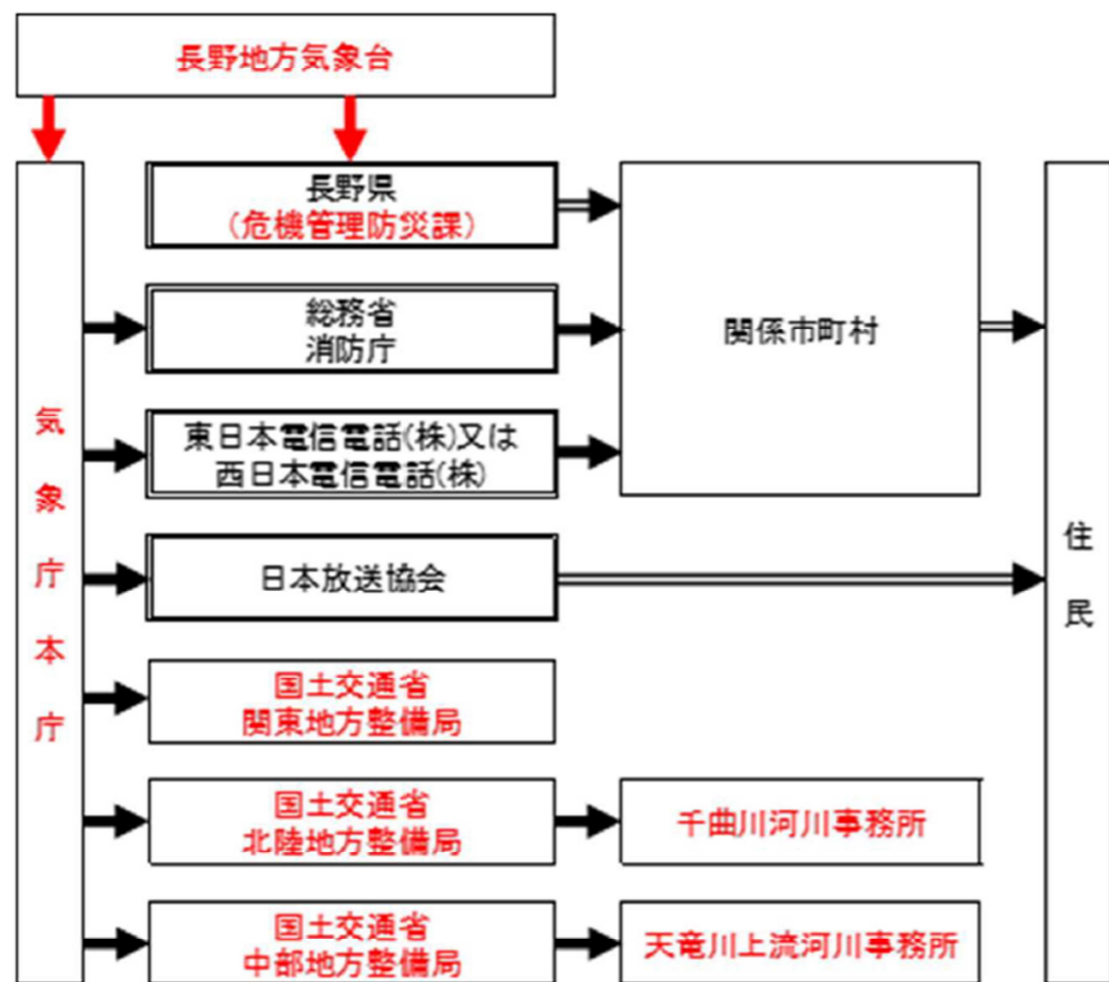 長野地方気象台
長野県
(危機管理防災課)
総務省
消防庁
東日本電信電話(株)又は
西日本電信電話(株)
日本放送協会
国土交通省
関東地方整備局
国土交通省
北陸地方整備局
国土交通省
中部地方整備局
関係市町村
千曲川河川事務所
天竜川上流河川事務所
気象庁本庁
住民